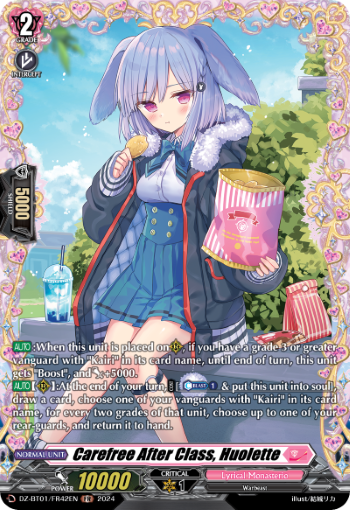 2
GRADE
INTERCEPT
5000
SHIELD
AUTO :When this unit is placed on R, if you have a grade 3 or greater
vanguard with "Kairi" in its card name, until end of turn, this unit
gets "Boost", and +5000.
AUTO [R]:At the end of your turn, COST [BLAST 1 & put this unit into soul],
draw a card, choose one of your vanguards with "Kairi" in its card
name, for every two grades of that unit, choose up to one of your
rear-guards, and return it to hand.
NORMAL UNIT
Carefree After Class, Huolette
Lyrical Monasterio
POWER 10000
CRITICAL
1
Warbeast
DZ-BT01/FR42EN FR 2024
illust/結城リカ